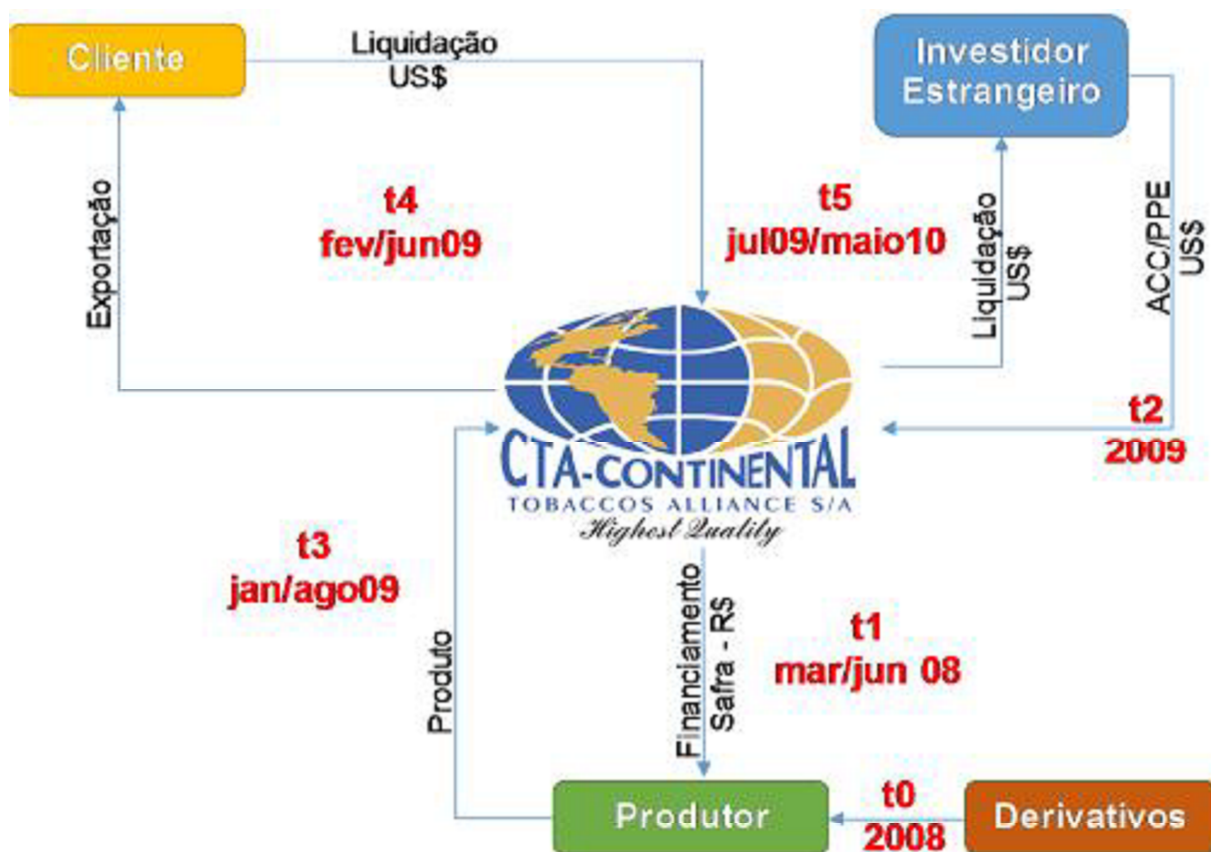 Cliente
Liquidação
US$
Investidor
Estrangeiro
Exportação
t4
fev/jun09
t5
jul09/maio10
Liquidação
US$
ACC/PPE
US$
t2
2009
CTA-CONTINENTAL
TOBACCOS ALLIANCE S/A
Highest Quality
t3
jan/ago09
Produto
Financiamento
Safra - R$
t1
mar/jun 08
Produtor
t0
2008
Derivativos